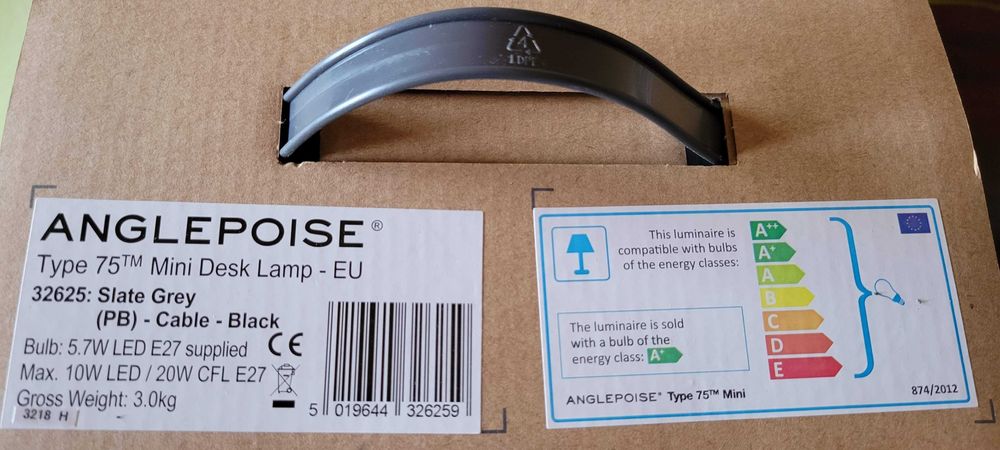 4
ANGLEPOISE®
Type 75™ Mini Desk Lamp - EU
32625: Slate Grey
(PB) - Cable - Black
Bulb: 5.7W LED E27 supplied CE
Max. 10W LED / 20W CFL E27
Gross Weight: 3.0kg
3218 H
5 019644 326259
This luminaire is
compatible with bulbs
of the energy classes:
A++
A+
A
B
C
D
E
The luminaire is sold
with a bulb of the
energy class: A+
ANGLEPOISE® Type 75™ Mini
874/2012